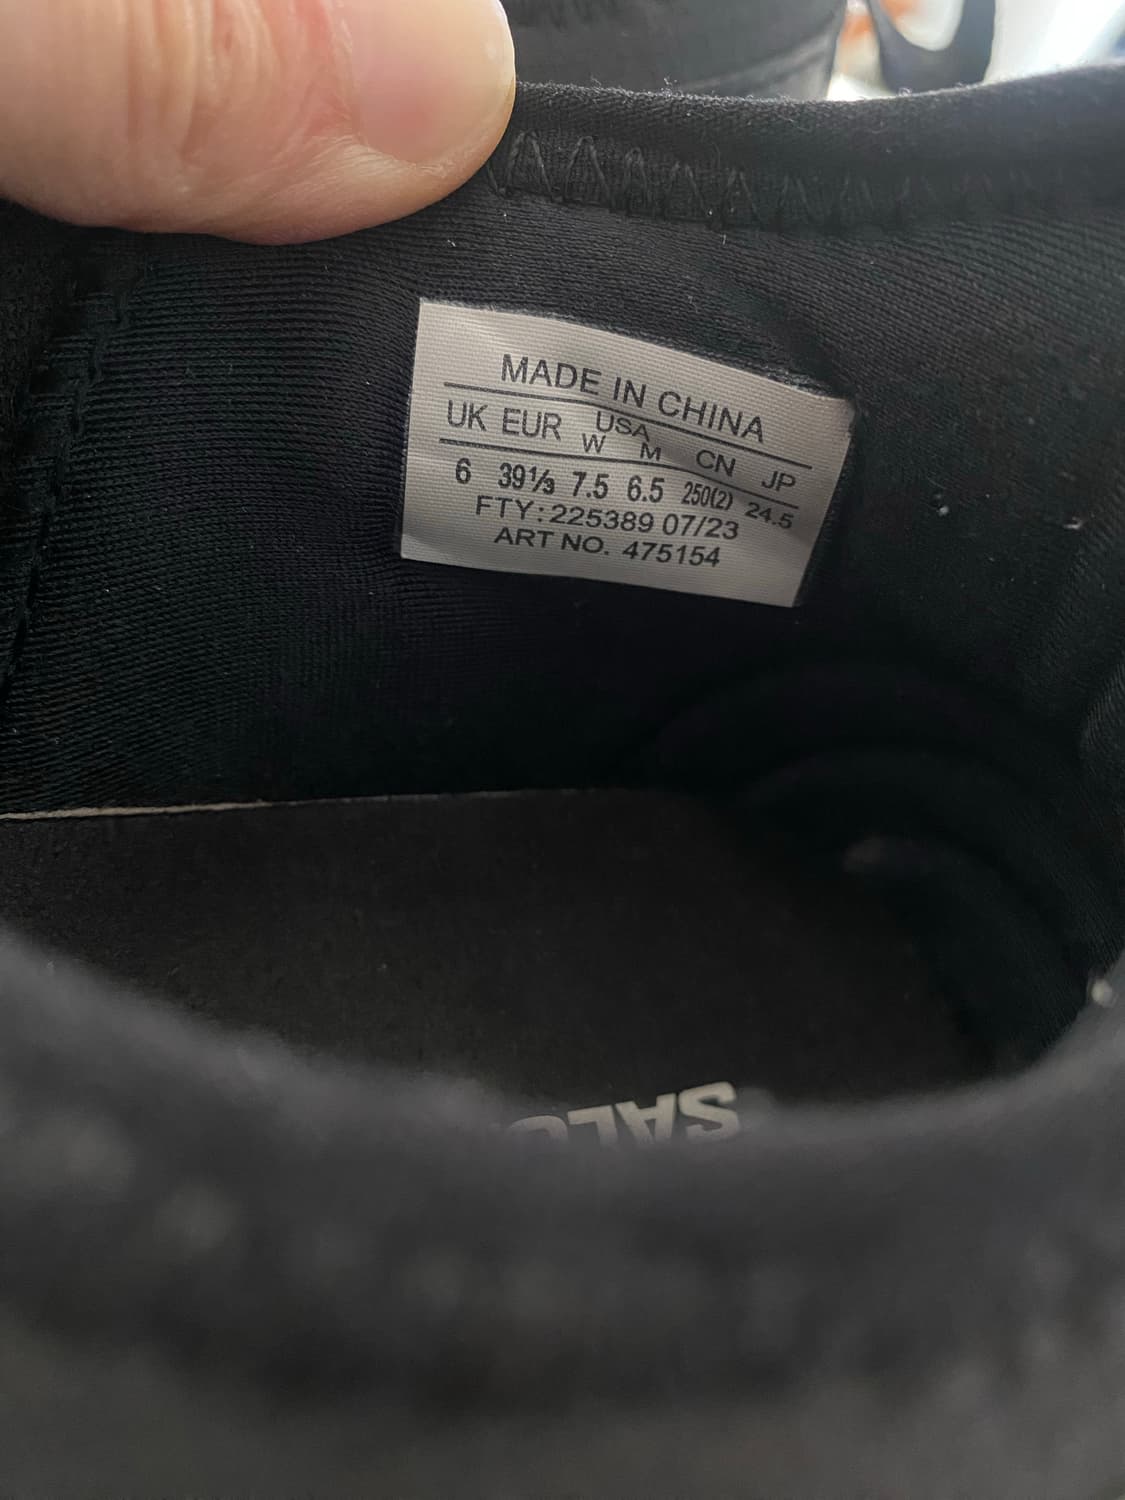 MADE IN CHINA
UK EUR USA W M CN JP
6 39⅓ 7.5 6.5 250(2) 24.5
FTY: 225389 07/23
ART NO. 475154
SALO